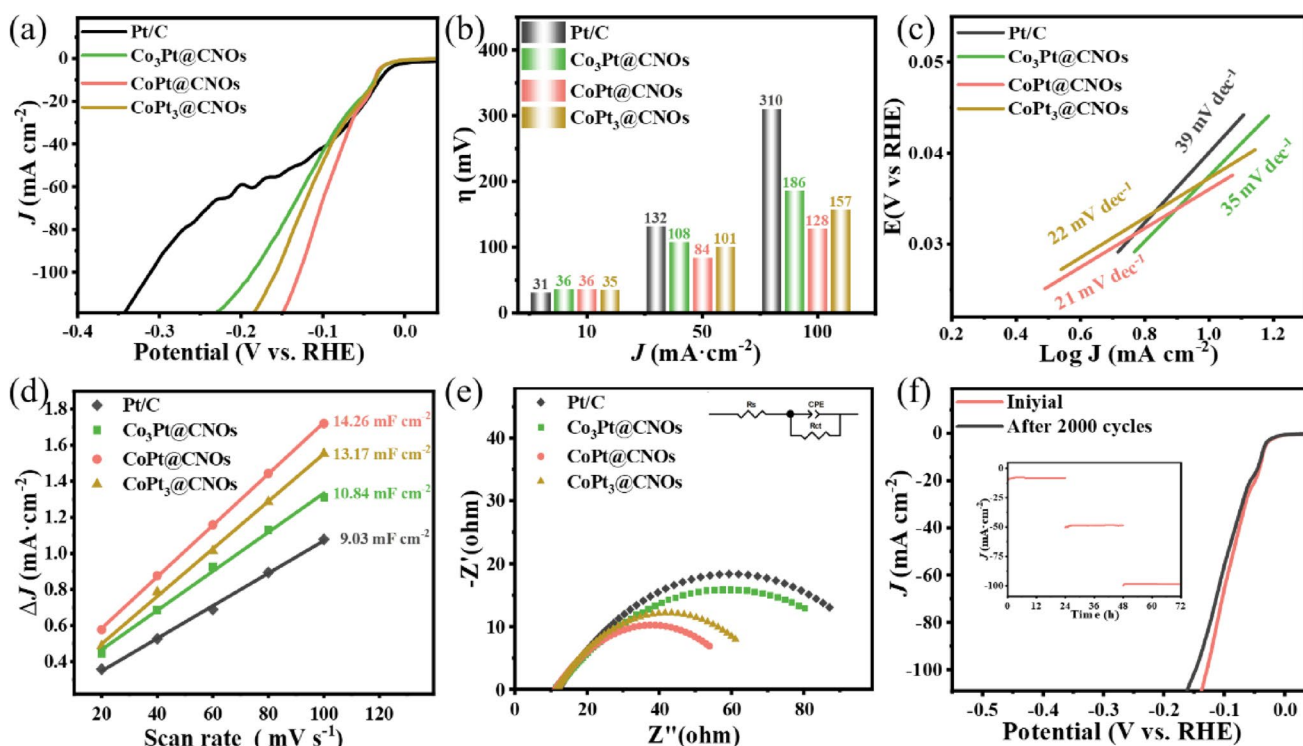 (a)
Pt/C
Co₃Pt@CNOs
CoPt@CNOs
CoPt₃@CNOs
J (mA cm⁻²)
0
-20
-40
-60
-80
-100
-0.4
-0.3
-0.2
-0.1
0.0
Potential (V vs. RHE)
(b)
Pt/C
Co₃Pt@CNOs
CoPt@CNOs
CoPt₃@CNOs
η (mV)
400
300
200
100
0
31
36
36
35
132
108
84
101
310
186
128
157
10
50
100
J (mA·cm⁻²)
(c)
Pt/C
Co₃Pt@CNOs
CoPt@CNOs
CoPt₃@CNOs
E(V vs RHE)
0.05
0.04
0.03
39 mV dec⁻¹
35 mV dec⁻¹
22 mV dec⁻¹
21 mV dec⁻¹
0.2
0.4
0.6
0.8
1.0
1.2
Log J (mA cm⁻²)
(d)
Pt/C
Co₃Pt@CNOs
CoPt@CNOs
CoPt₃@CNOs
ΔJ (mA·cm⁻²)
1.8
1.6
1.4
1.2
1.0
0.8
0.6
0.4
14.26 mF cm⁻²
13.17 mF cm⁻²
10.84 mF cm⁻²
9.03 mF cm⁻²
20
40
60
80
100
120
Scan rate ( mV s⁻¹)
(e)
Pt/C
Co₃Pt@CNOs
CoPt@CNOs
CoPt₃@CNOs
Rs
CPE
Rct
-Z'(ohm)
40
30
20
10
0
0
20
40
60
80
100
Z''(ohm)
(f)
Iniyial
After 2000 cycles
J (mA cm⁻²)
0
-20
-40
-60
-80
-100
J (mA·cm⁻²)
0
-25
-50
-75
-100
0
12
24
36
48
60
72
Time (h)
-0.5
-0.4
-0.3
-0.2
-0.1
0.0
Potential (V vs. RHE)